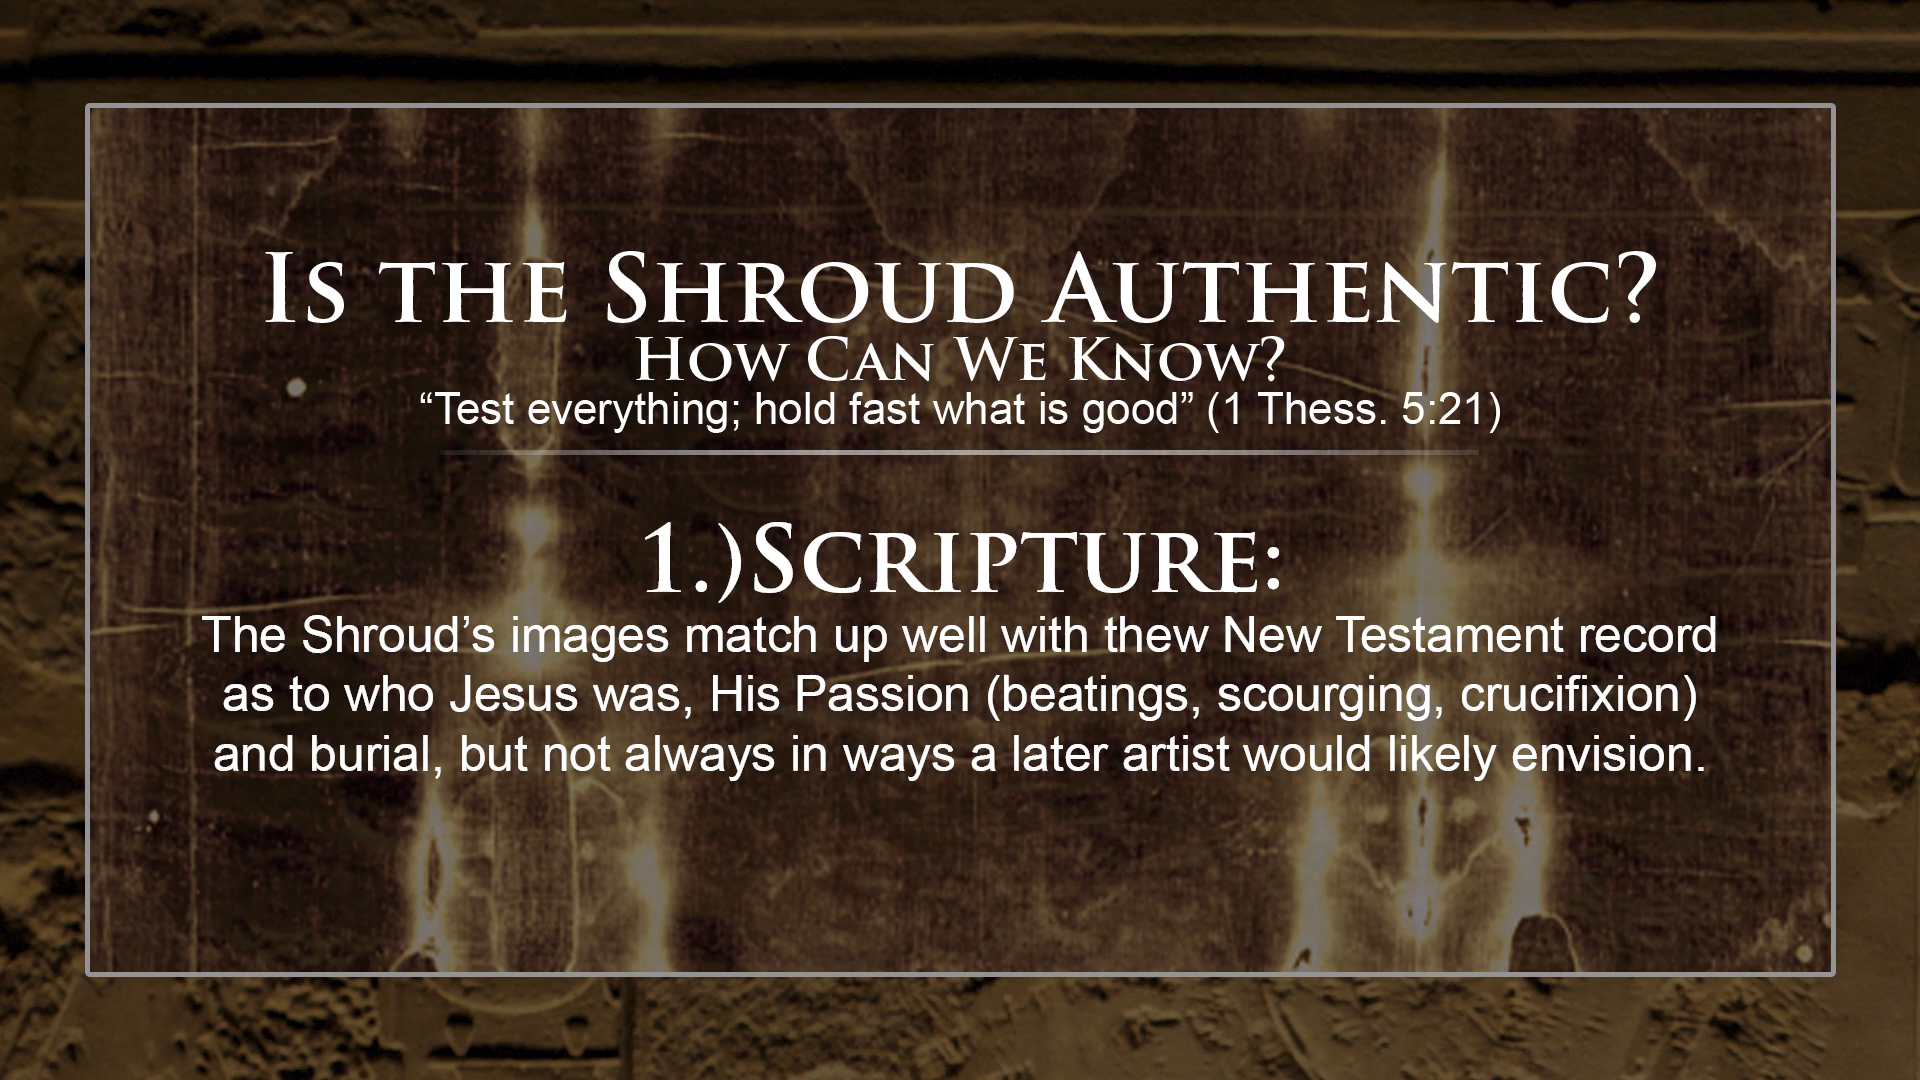 Is the Shroud Authentic?
How Can We Know?
“Test everything; hold fast what is good” (1 Thess. 5:21)
1.)Scripture:
The Shroud’s images match up well with thew New Testament record
as to who Jesus was, His Passion (beatings, scourging, crucifixion)
and burial, but not always in ways a later artist would likely envision.